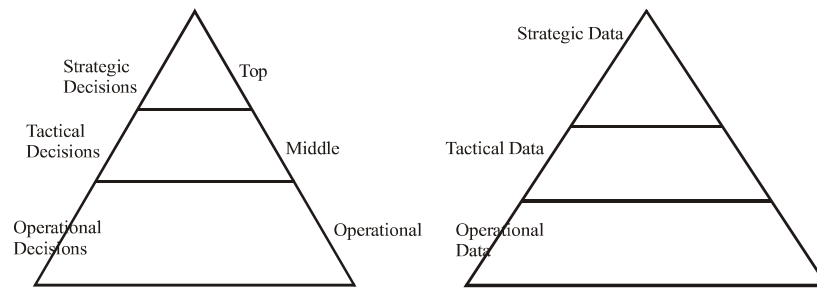 Strategic
Decisions
Top
Tactical
Decisions
Middle
Operational
Decisions
Operational
Strategic Data
Tactical Data
Operational
Data